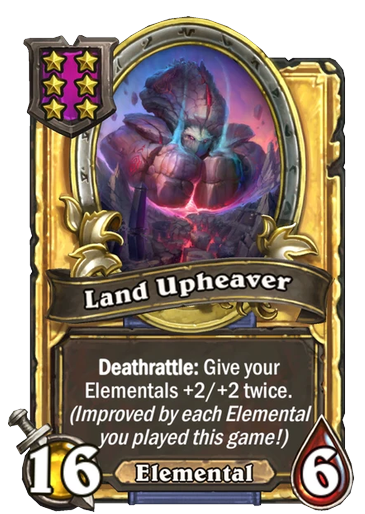 Land Upheaver
Deathrattle: Give your
Elementals +2/+2 twice.
(Improved by each Elemental
you played this game!)
16
Elemental
6